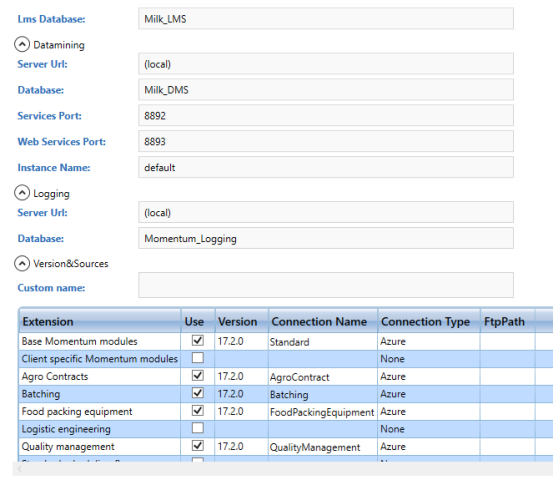 Lms Database: Milk_LMS
Datamining
Server Url: (local)
Database: Milk_DMS
Services Port: 8892
Web Services Port: 8893
Instance Name: default
Logging
Server Url: (local)
Database: Momentum_Logging
Version&Sources
Custom name:
Extension Use Version Connection Name Connection Type FtpPath
Base Momentum modules 17.2.0 Standard Azure
Client specific Momentum modules None
Agro Contracts 17.2.0 AgroContract Azure
Batching 17.2.0 Batching Azure
Food packing equipment 17.2.0 FoodPackingEquipment Azure
Logistic engineering None
Quality management 17.2.0 QualityManagement Azure